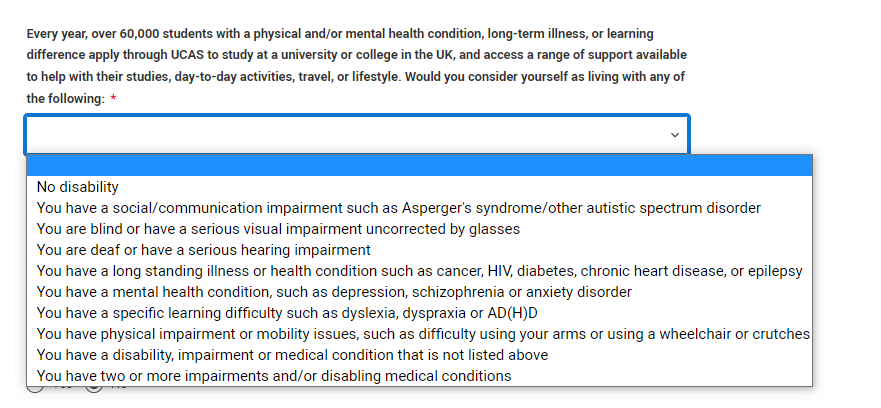 Every year, over 60,000 students with a physical and/or mental health condition, long-term illness, or learning
difference apply through UCAS to study at a university or college in the UK, and access a range of support available
to help with their studies, day-to-day activities, travel, or lifestyle. Would you consider yourself as living with any of
the following: *
No disability
You have a social/communication impairment such as Asperger's syndrome/other autistic spectrum disorder
You are blind or have a serious visual impairment uncorrected by glasses
You are deaf or have a serious hearing impairment
You have a long standing illness or health condition such as cancer, HIV, diabetes, chronic heart disease, or epilepsy
You have a mental health condition, such as depression, schizophrenia or anxiety disorder
You have a specific learning difficulty such as dyslexia, dyspraxia or AD(H)D
You have physical impairment or mobility issues, such as difficulty using your arms or using a wheelchair or crutches
You have a disability, impairment or medical condition that is not listed above
You have two or more impairments and/or disabling medical conditions